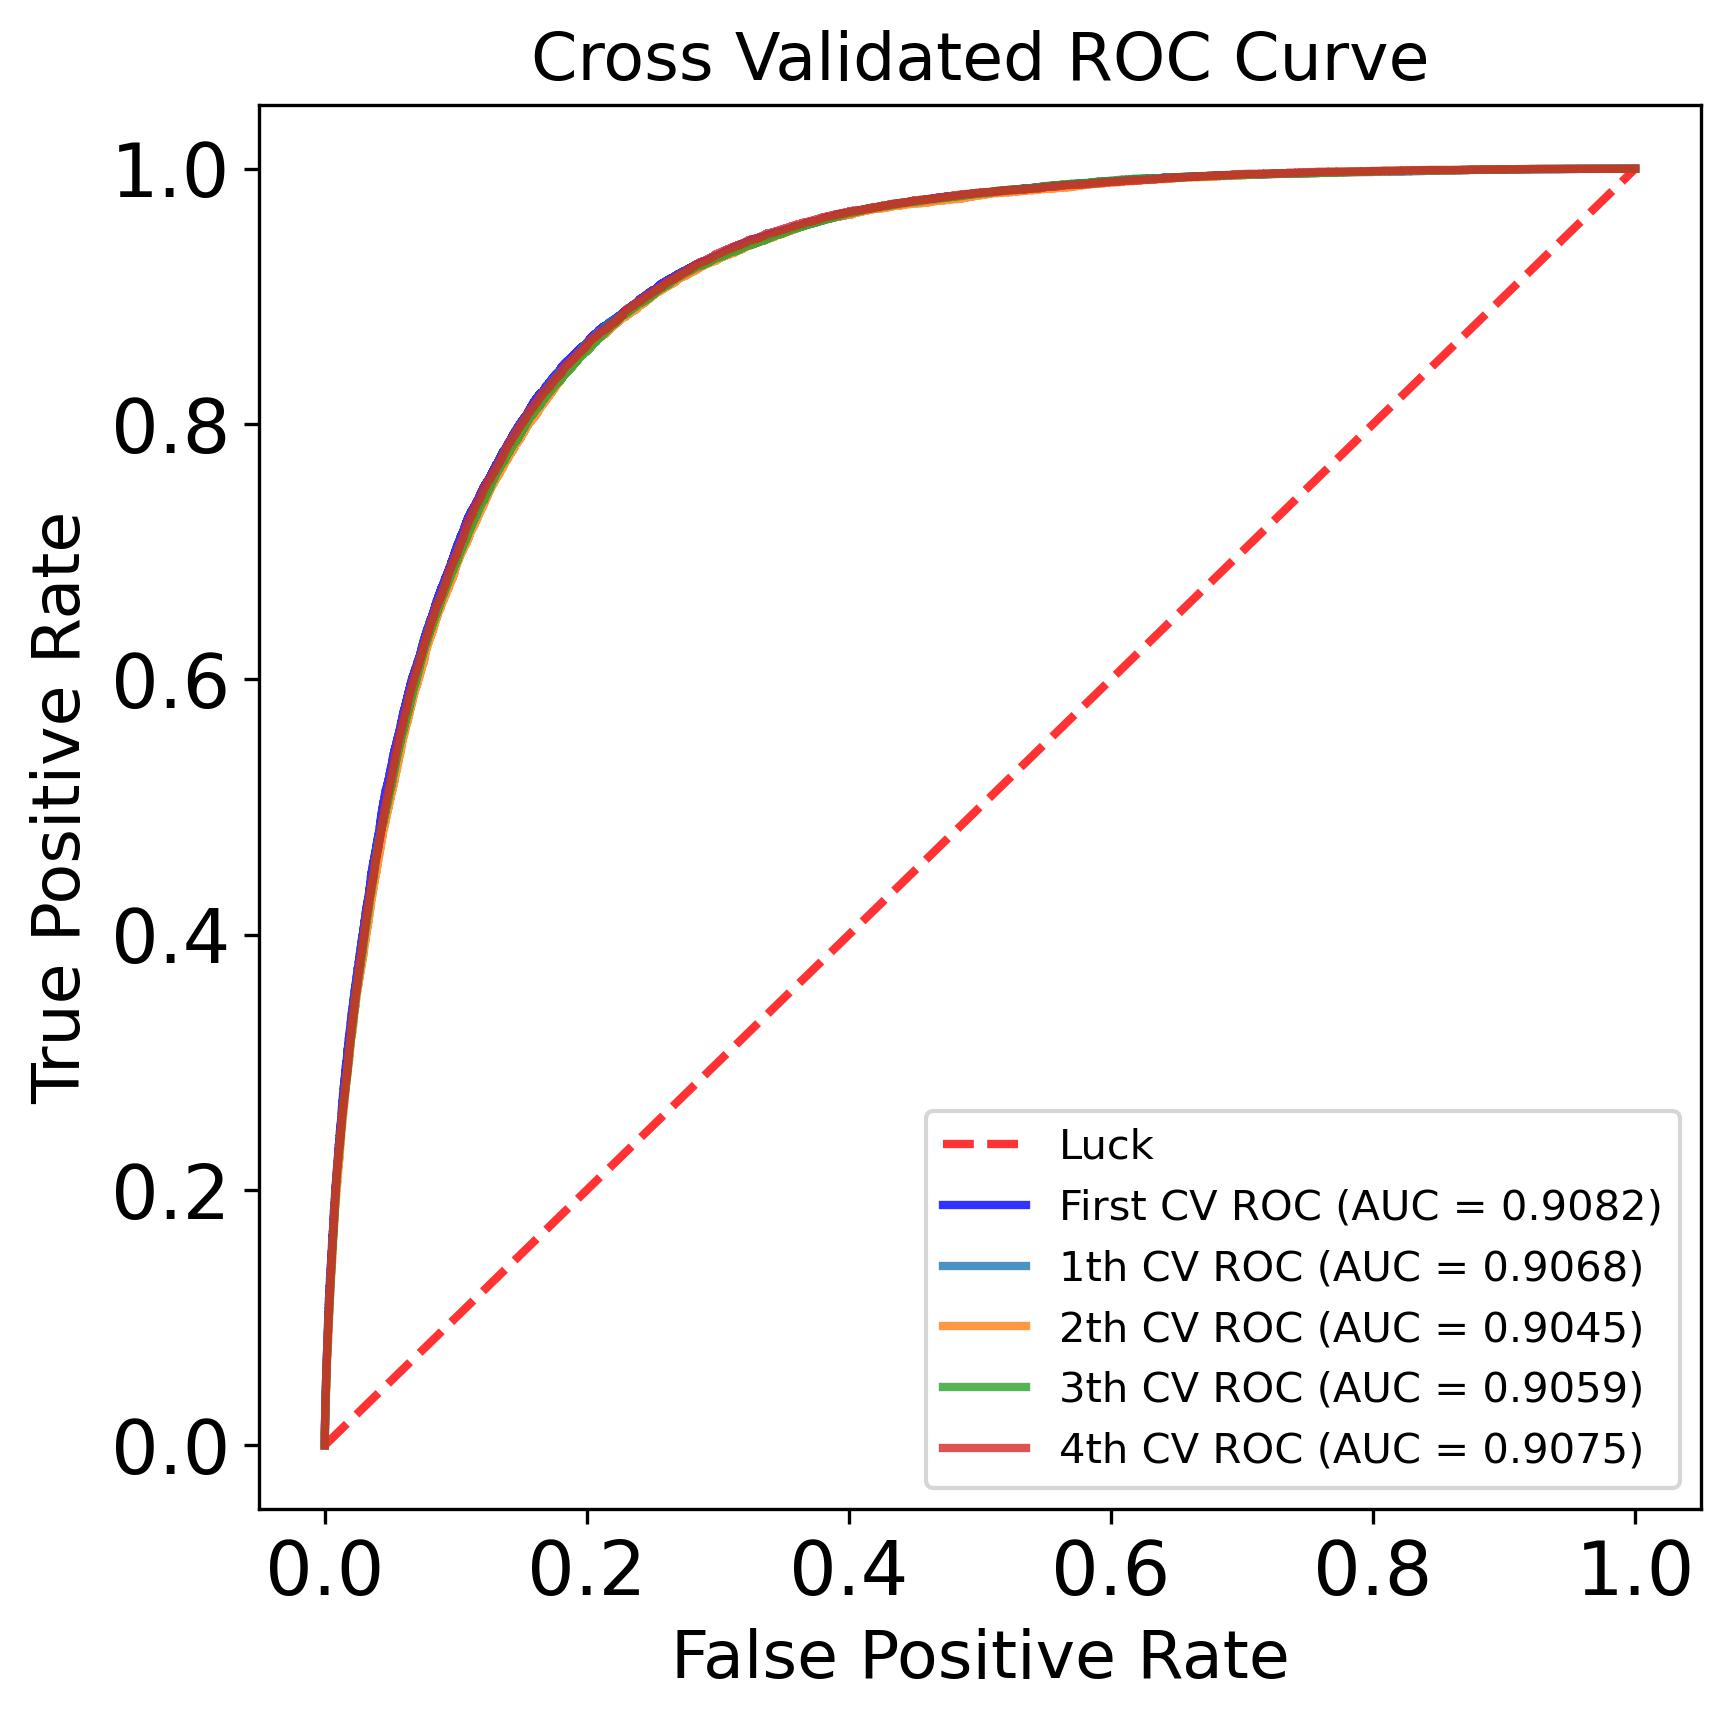 Cross Validated ROC Curve
True Positive Rate
1.0
0.8
0.6
0.4
0.2
0.0
Luck
First CV ROC (AUC = 0.9082)
1th CV ROC (AUC = 0.9068)
2th CV ROC (AUC = 0.9045)
3th CV ROC (AUC = 0.9059)
4th CV ROC (AUC = 0.9075)
0.0 0.2 0.4 0.6 0.8 1.0
False Positive Rate